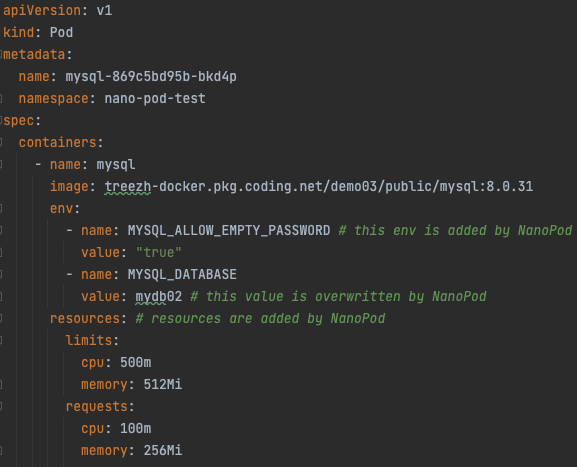 apiVersion: v1
kind: Pod
metadata:
  name: mysql-869c5bd95b-bkd4p
  namespace: nano-pod-test
spec:
  containers:
    - name: mysql
      image: treezh-docker.pkg.coding.net/demo03/public/mysql:8.0.31
      env:
        - name: MYSQL_ALLOW_EMPTY_PASSWORD # this env is added by NanoPod
          value: "true"
        - name: MYSQL_DATABASE
          value: mydb02 # this value is overwritten by NanoPod
      resources: # resources are added by NanoPod
        limits:
          cpu: 500m
          memory: 512Mi
        requests:
          cpu: 100m
          memory: 256Mi